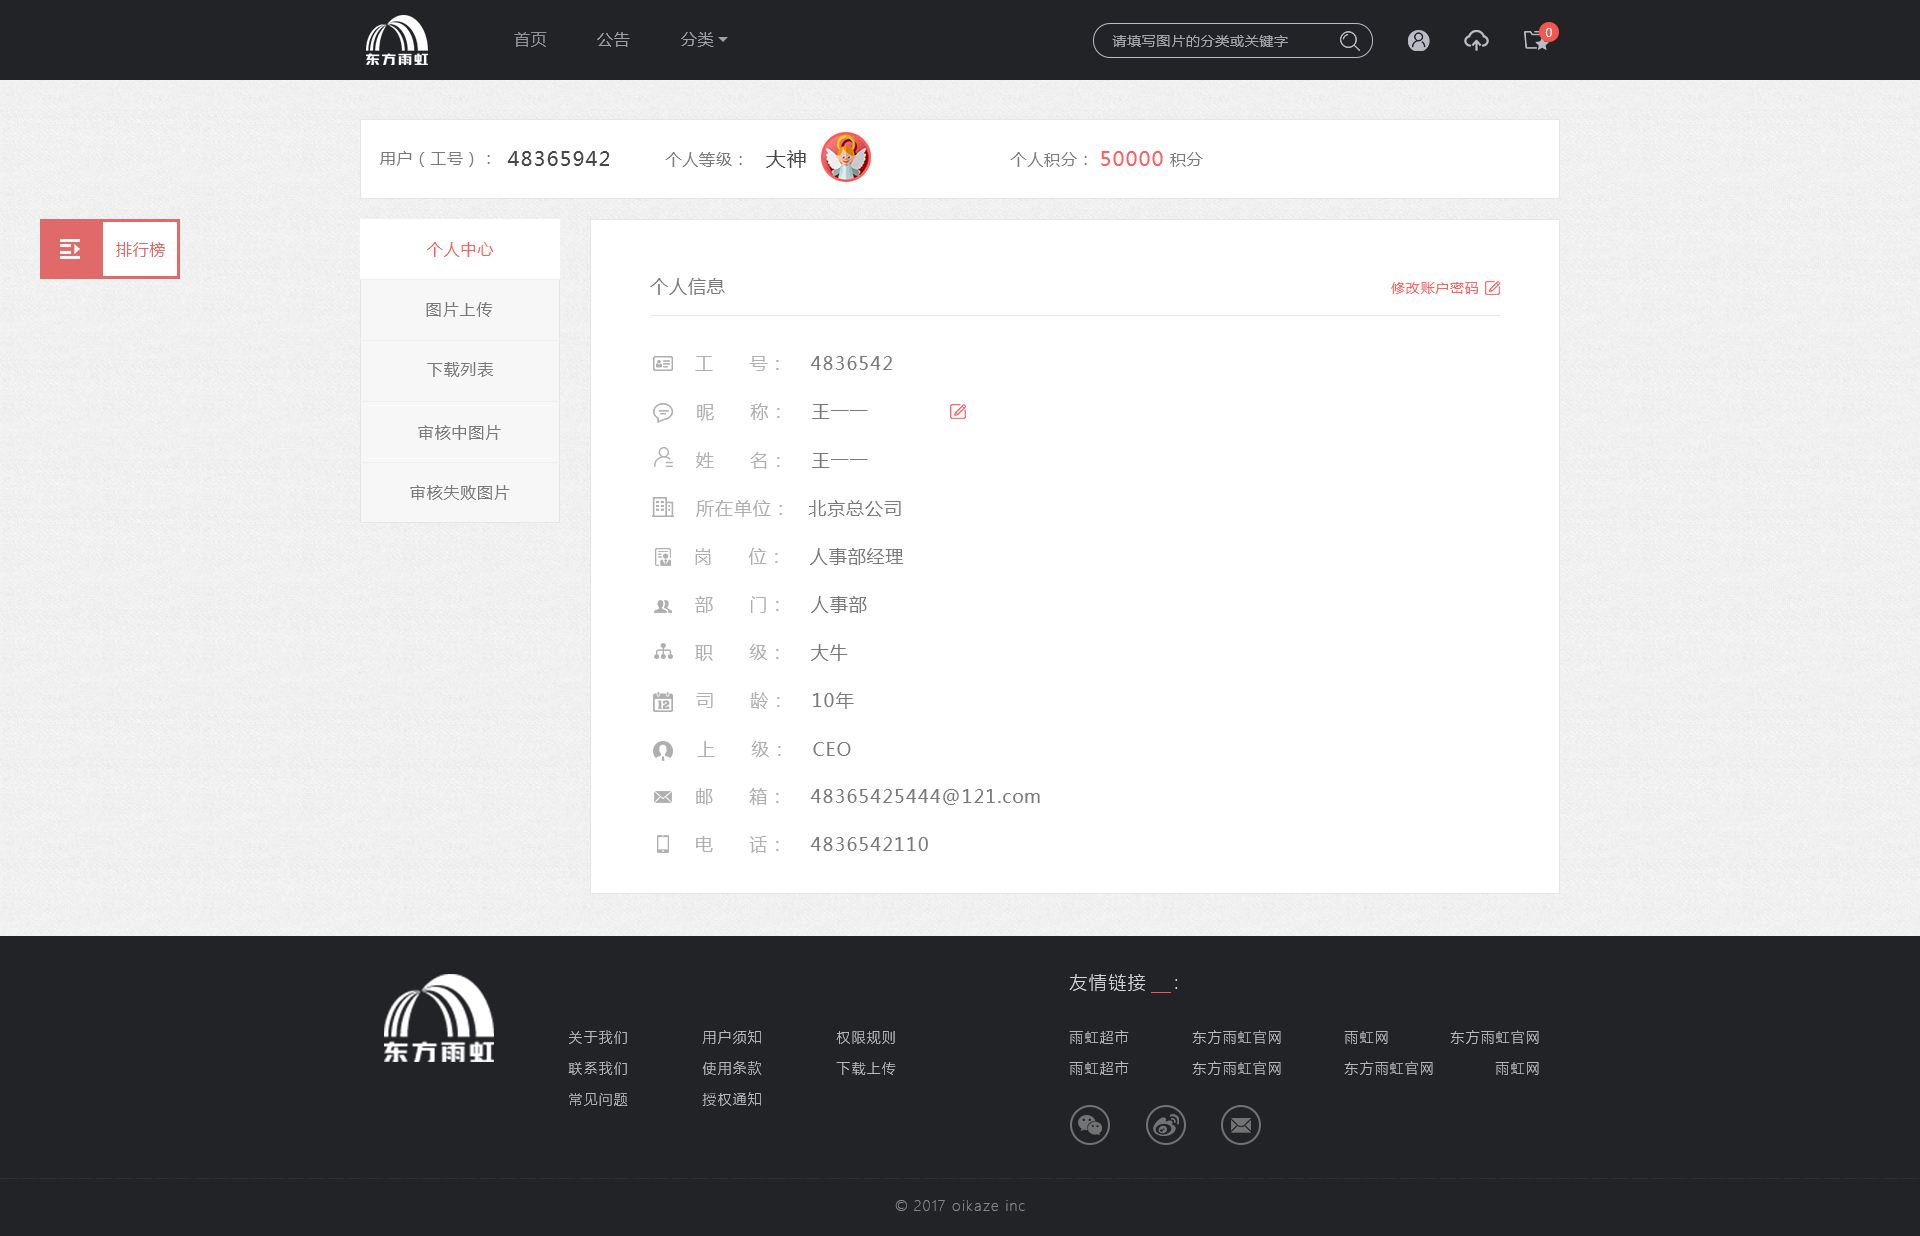 东方雨虹
首页 公告 分类
请填写图片的分类或关键字
0
用户（工号）： 48365942 个人等级： 大神 个人积分： 50000 积分
排行榜
个人中心
图片上传
下载列表
审核中图片
审核失败图片
个人信息 修改账户密码
工 号： 4836542
昵 称： 王一一
姓 名： 王一一
所在单位： 北京总公司
岗 位： 人事部经理
部 门： 人事部
职 级： 大牛
12 司 龄： 10年
上 级： CEO
邮 箱： 48365425444@121.com
电 话： 4836542110
东方雨虹
关于我们 用户须知 权限规则
联系我们 使用条款 下载上传
常见问题 授权通知
友情链接 __：
雨虹超市 东方雨虹官网 雨虹网 东方雨虹官网
雨虹超市 东方雨虹官网 东方雨虹官网 雨虹网
© 2017 oikaze inc